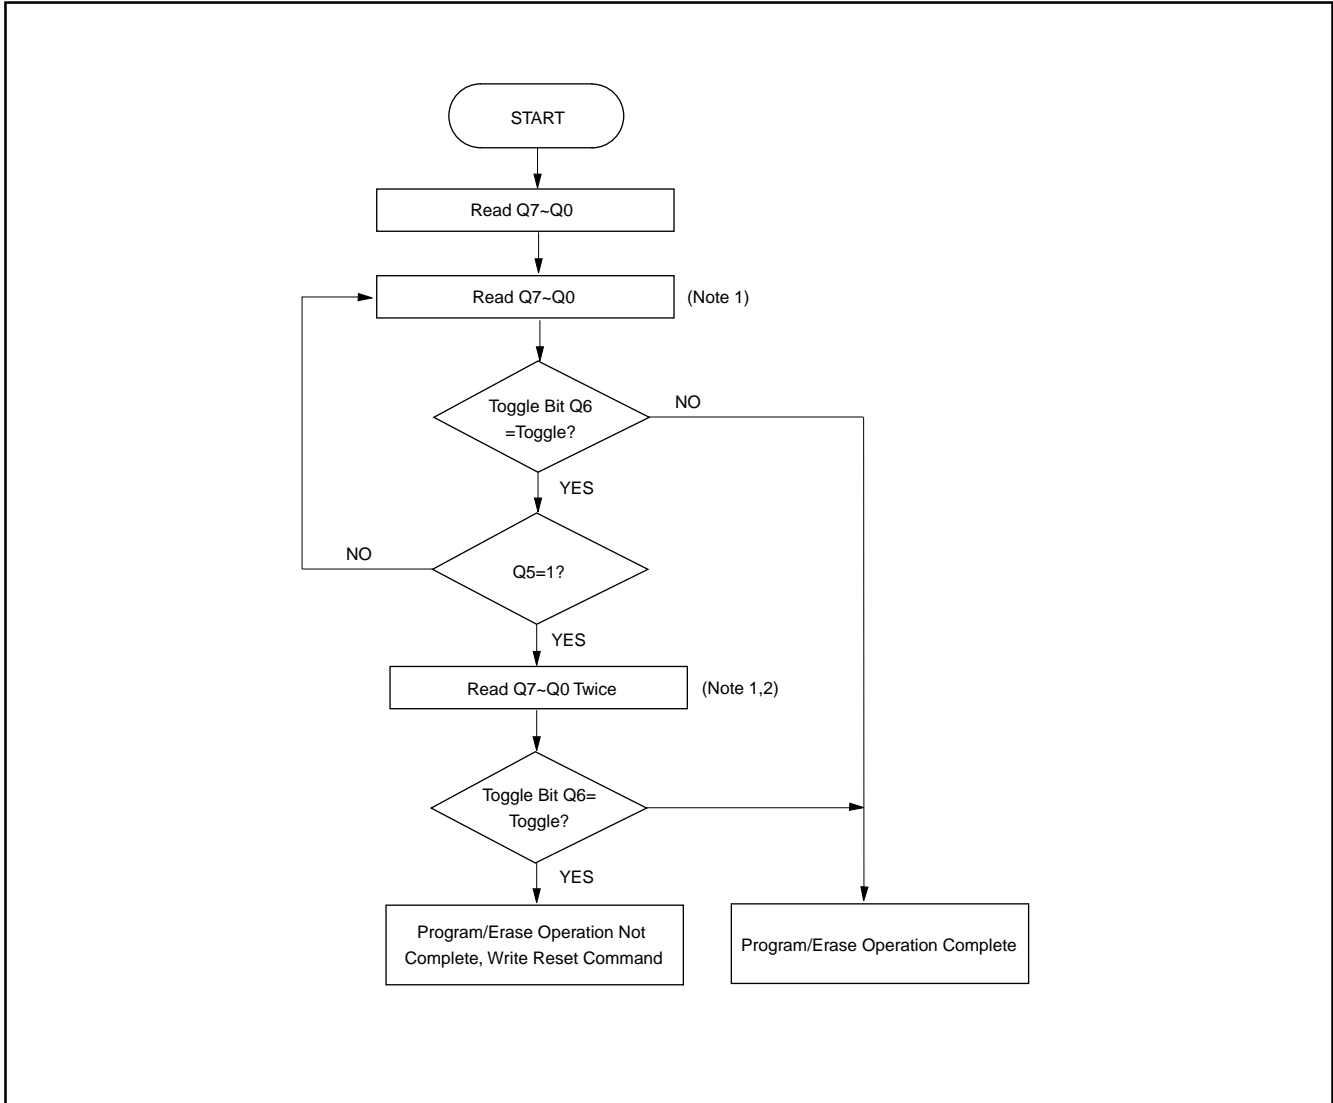 START
Read Q7~Q0
Read Q7~Q0
(Note 1)
Toggle Bit Q6
=Toggle?
NO
YES
NO
Q5=1?
YES
Read Q7~Q0 Twice
(Note 1,2)
Toggle Bit Q6=
Toggle?
YES
Program/Erase Operation Not
Complete, Write Reset Command
Program/Erase Operation Complete